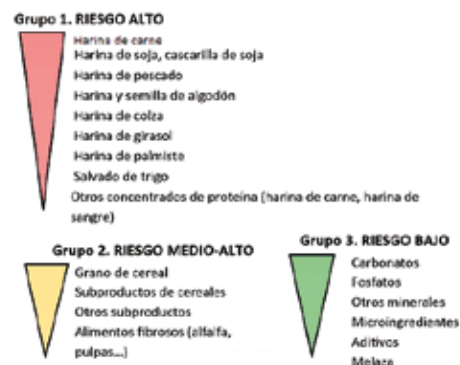 Grupo 1. RIESGO ALTO
Harina de carne
Harina de soja, cascarilla de soja
Harina de pescado
Harina y semilla de algodón
Harina de colza
Harina de girasol
Harina de palmiste
Salvado de trigo
Otros concentrados de proteína (harina de carne, harina de
sangre)
Grupo 2. RIESGO MEDIO-ALTO
Grano de cereal
Subproductos de cereales
Otros subproductos
Alimentos fibrosos (alfalfa,
pulpas...)
Grupo 3. RIESGO BAJO
Carbonatos
Fosfatos
Otros minerales
Microingredientes
Aditivos
Melaza